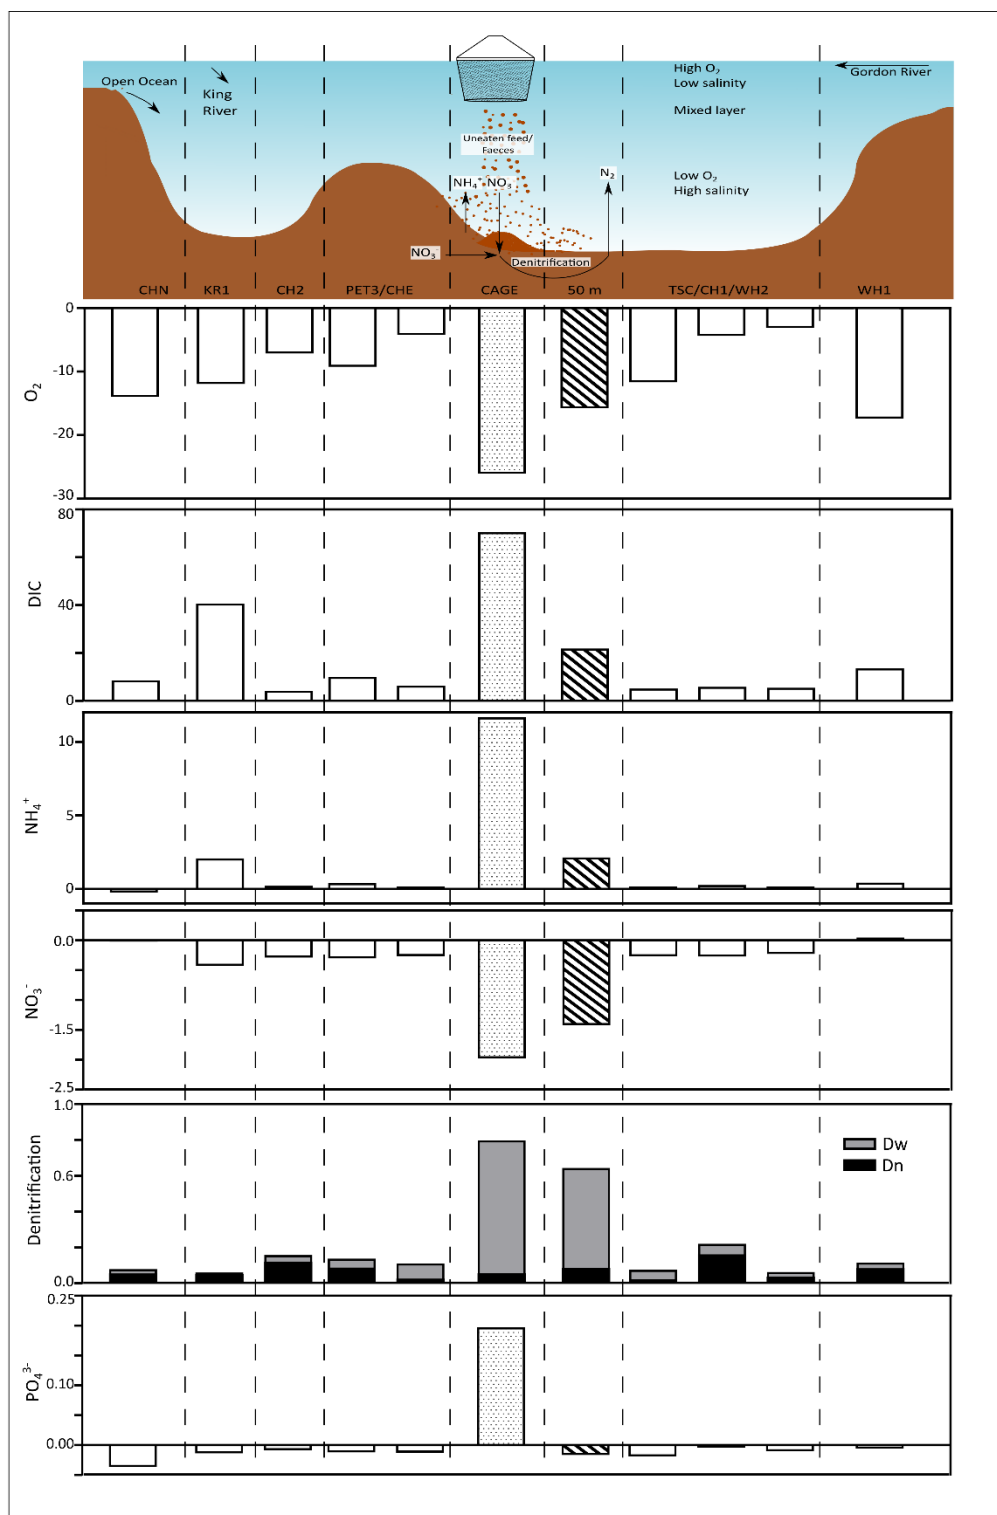 High O2
Open Ocean
Low salinity
Gordon River
King
River
Mixed layer
Uneaten feed/
Faeces
NH4+
NO3-
N2
Low O2
High salinity
NO3-
Denitrification
CHN
KR1
CH2
PET3/CHE
CAGE
50 m
TSC/CH1/WH2
WH1
O2
0
-10
-20
-30
DIC
80
40
0
NH4+
10
5
0
NO3-
0.0
-1.5
-2.5
Denitrification
1.0
0.6
0.0
Dw
Dn
PO43-
0.25
0.10
0.00